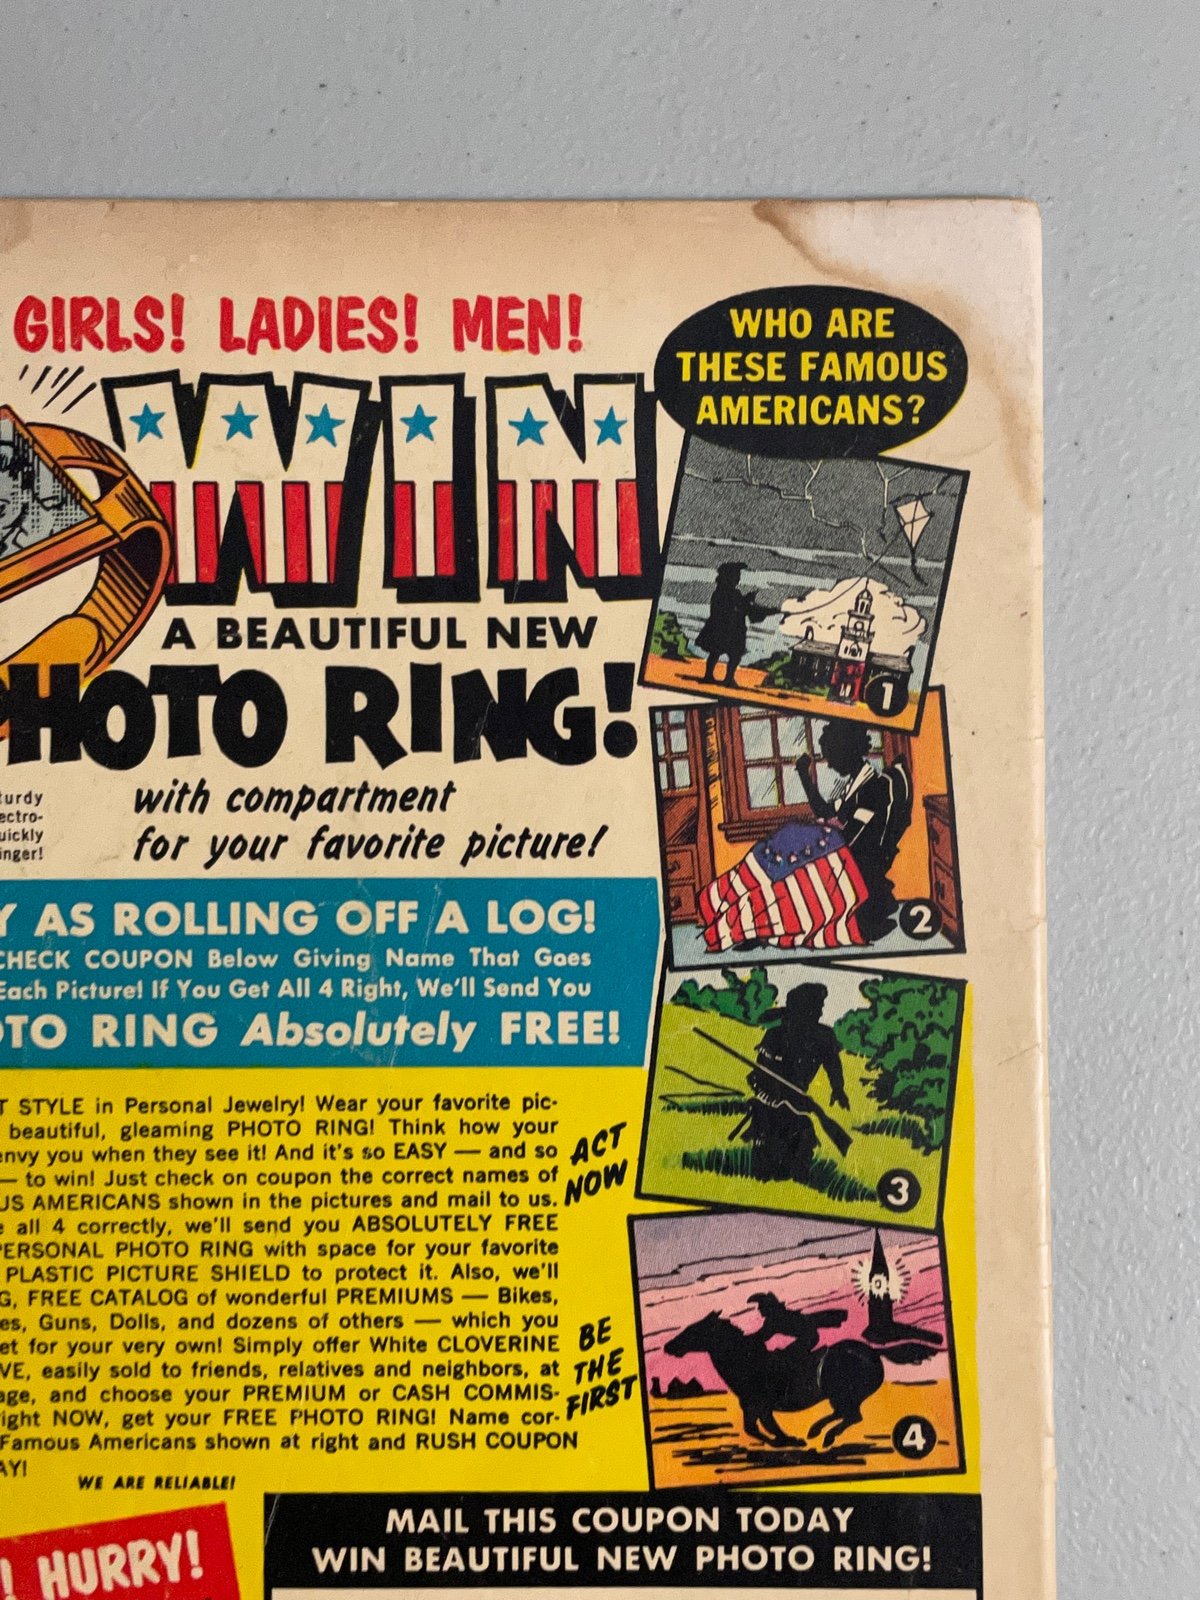 GIRLS! LADIES! MEN!
WIN
A BEAUTIFUL NEW
PHOTO RING!
with compartment
for your favorite picture!
WHO ARE
THESE FAMOUS
AMERICANS?
1
2
3
4
AS ROLLING OFF A LOG!
CHECK COUPON Below Giving Name That Goes
Each Picture! If You Get All 4 Right, We'll Send You
RING Absolutely FREE!
STYLE in Personal Jewelry! Wear your favorite pic-
beautiful, gleaming PHOTO RING! Think how your
envy you when they see it! And it's so EASY — and so
— to win! Just check on coupon the correct names of
AMERICANS shown in the pictures and mail to us.
all 4 correctly, we'll send you ABSOLUTELY FREE
PERSONAL PHOTO RING with space for your favorite
PLASTIC PICTURE SHIELD to protect it. Also, we'll
FREE CATALOG of wonderful PREMIUMS — Bikes,
Guns, Dolls, and dozens of others — which you
for your very own! Simply offer White CLOVERINE
easily sold to friends, relatives and neighbors, at
and choose your PREMIUM or CASH COMMIS-
NOW, get your FREE PHOTO RING! Name cor-
Famous Americans shown at right and RUSH COUPON
WE ARE RELIABLE!
ACT
NOW
BE
THE
FIRST
HURRY!
MAIL THIS COUPON TODAY
WIN BEAUTIFUL NEW PHOTO RING!